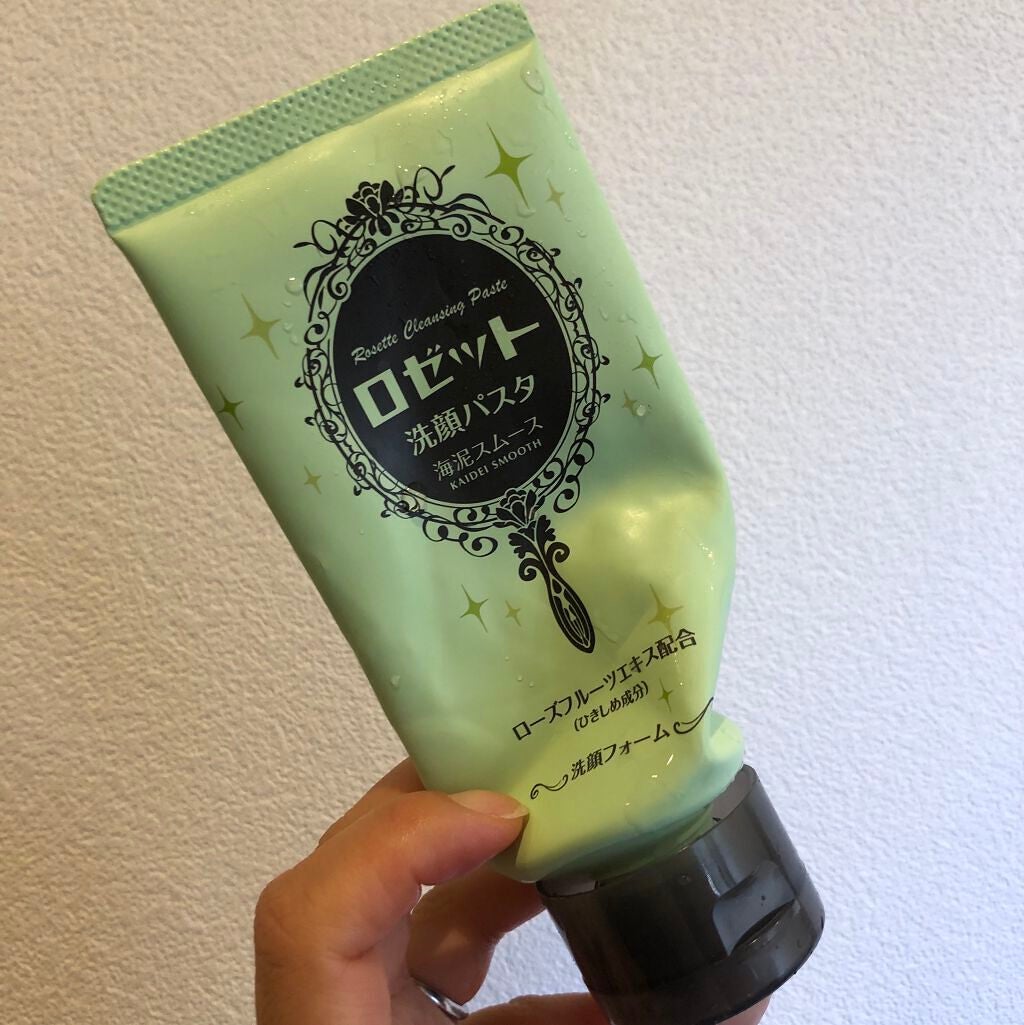 Rosette Cleansing Paste
ロゼット
洗顔パスタ
海泥スムース
KAIDEI SMOOTH
ローズフルーツエキス配合
(ひきしめ成分)
洗顔フォーム